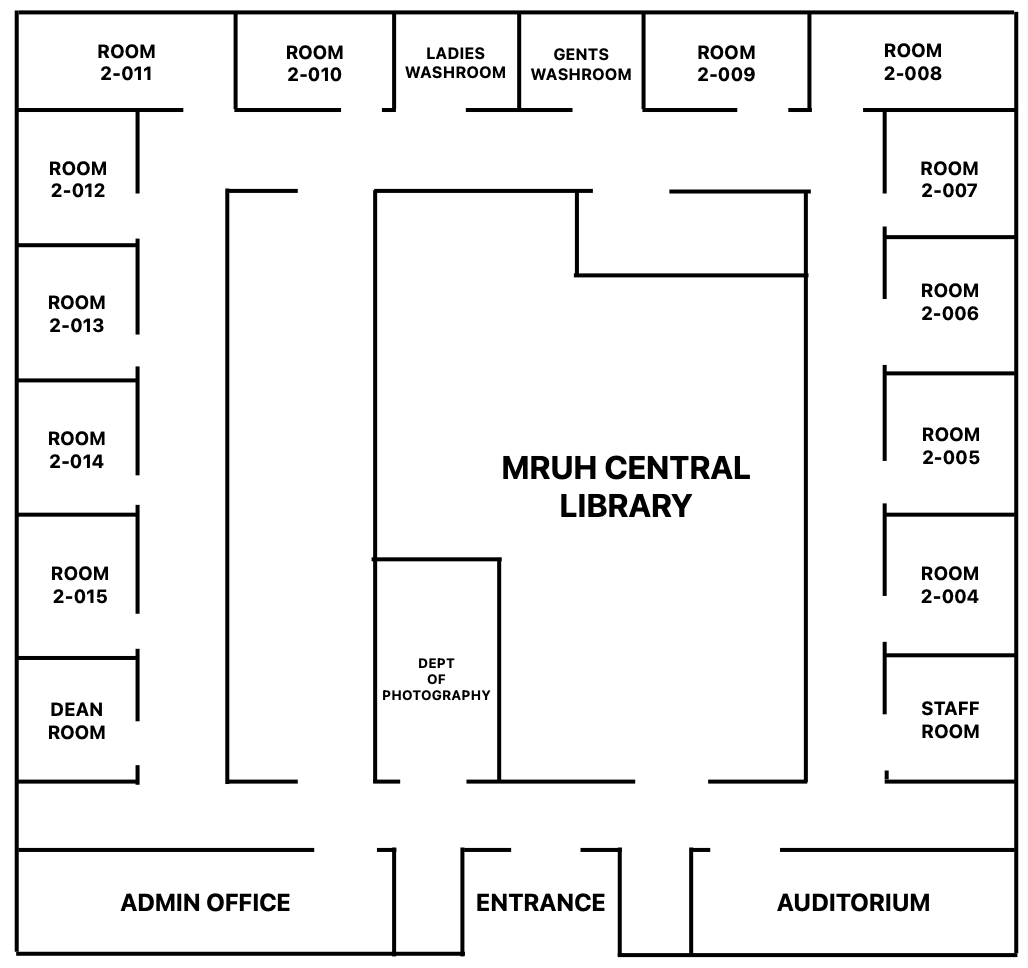 ROOM
2-011
ROOM
2-010
LADIES
WASHROOM
GENTS
WASHROOM
ROOM
2-009
ROOM
2-008
ROOM
2-012
ROOM
2-007
ROOM
2-013
ROOM
2-006
ROOM
2-014
MRUH CENTRAL
LIBRARY
ROOM
2-005
ROOM
2-015
ROOM
2-004
DEPT
OF
PHOTOGRAPHY
DEAN
ROOM
STAFF
ROOM
ADMIN OFFICE
ENTRANCE
AUDITORIUM